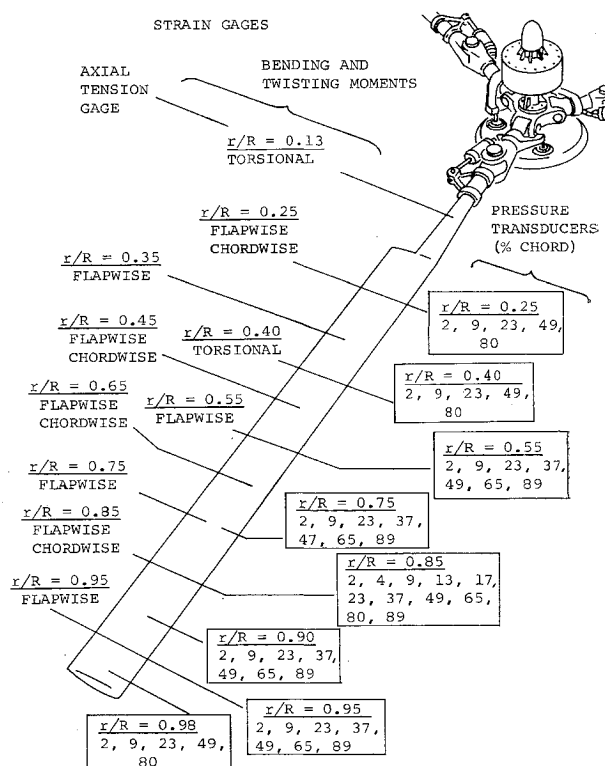 STRAIN GAGES
AXIAL
TENSION
GAGE
BENDING AND
TWISTING MOMENTS
r/R = 0.13
TORSIONAL
r/R = 0.25
FLAPWISE
CHORDWISE
r/R = 0.35
FLAPWISE
r/R = 0.40
TORSIONAL
r/R = 0.45
FLAPWISE
CHORDWISE
r/R = 0.55
FLAPWISE
r/R = 0.65
FLAPWISE
CHORDWISE
r/R = 0.75
FLAPWISE
r/R = 0.85
FLAPWISE
CHORDWISE
r/R = 0.95
FLAPWISE
PRESSURE
TRANSDUCERS
(% CHORD)
r/R = 0.25
2, 9, 23, 49,
80
r/R = 0.40
2, 9, 23, 49,
80
r/R = 0.55
2, 9, 23, 37,
49, 65, 89
r/R = 0.75
2, 9, 23, 37,
47, 65, 89
r/R = 0.85
2, 4, 9, 13, 17,
23, 37, 49, 65,
80, 89
r/R = 0.90
2, 9, 23, 37,
49, 65, 89
r/R = 0.95
2, 9, 23, 37,
49, 65, 89
r/R = 0.98
2, 9, 23, 49,
80